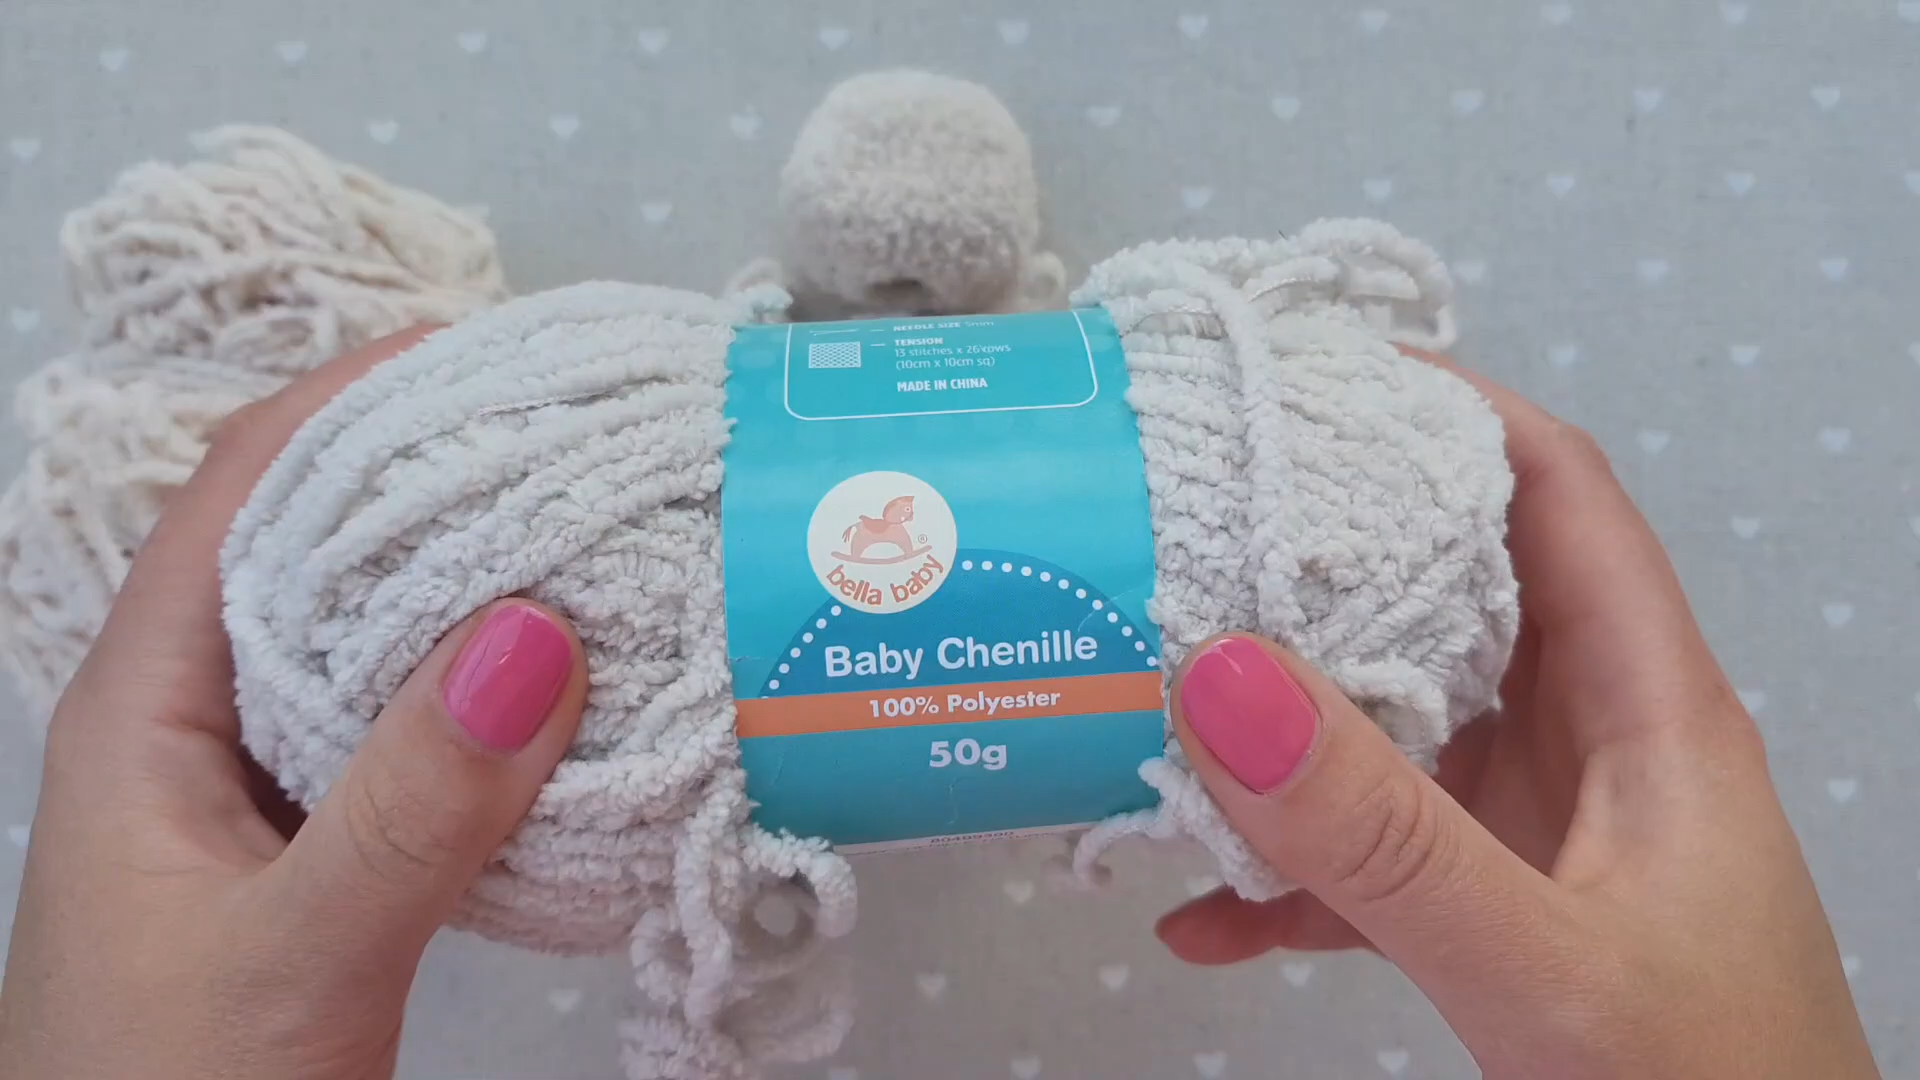 NEEDLE SIZE 5mm
TENSION
13 stitches x 26 rows
(10cm x 10cm sq)
MADE IN CHINA
®
bella baby
Baby Chenille
100% Polyester
50g